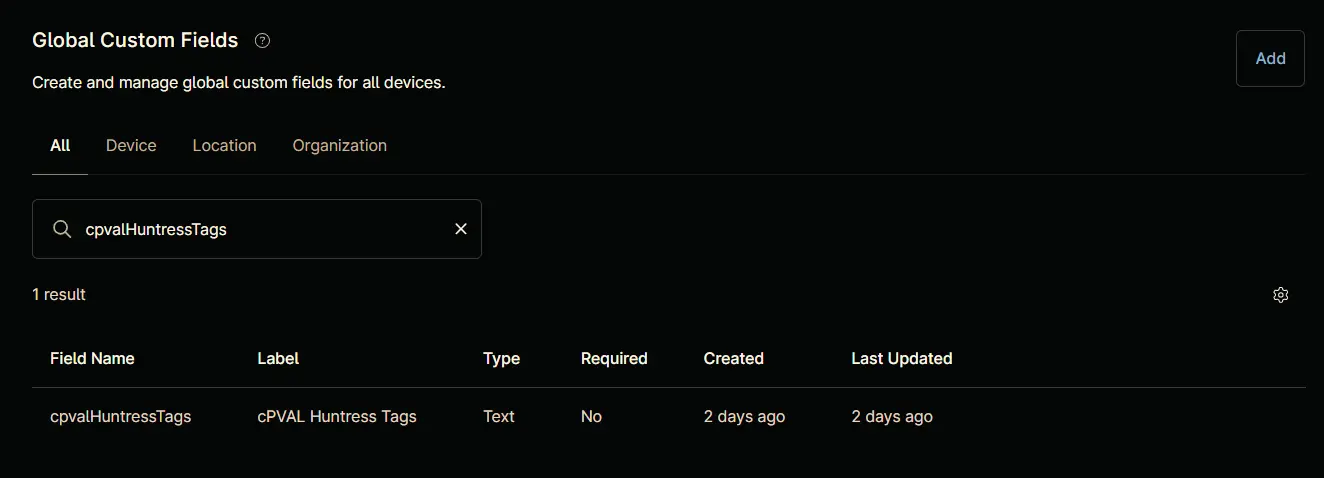 Global Custom Fields
Create and manage global custom fields for all devices.
Add
All Device Location Organization
cpvalHuntressTags
1 result
Field Name Label Type Required Created Last Updated
cpvalHuntressTags cPVAL Huntress Tags Text No 2 days ago 2 days ago